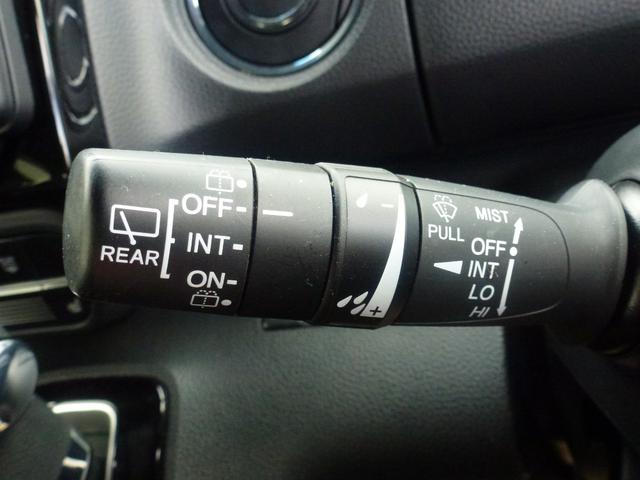 REAR
OFF-
INT-
ON-
- +
PULL
MIST
OFF
INT
LO
HI